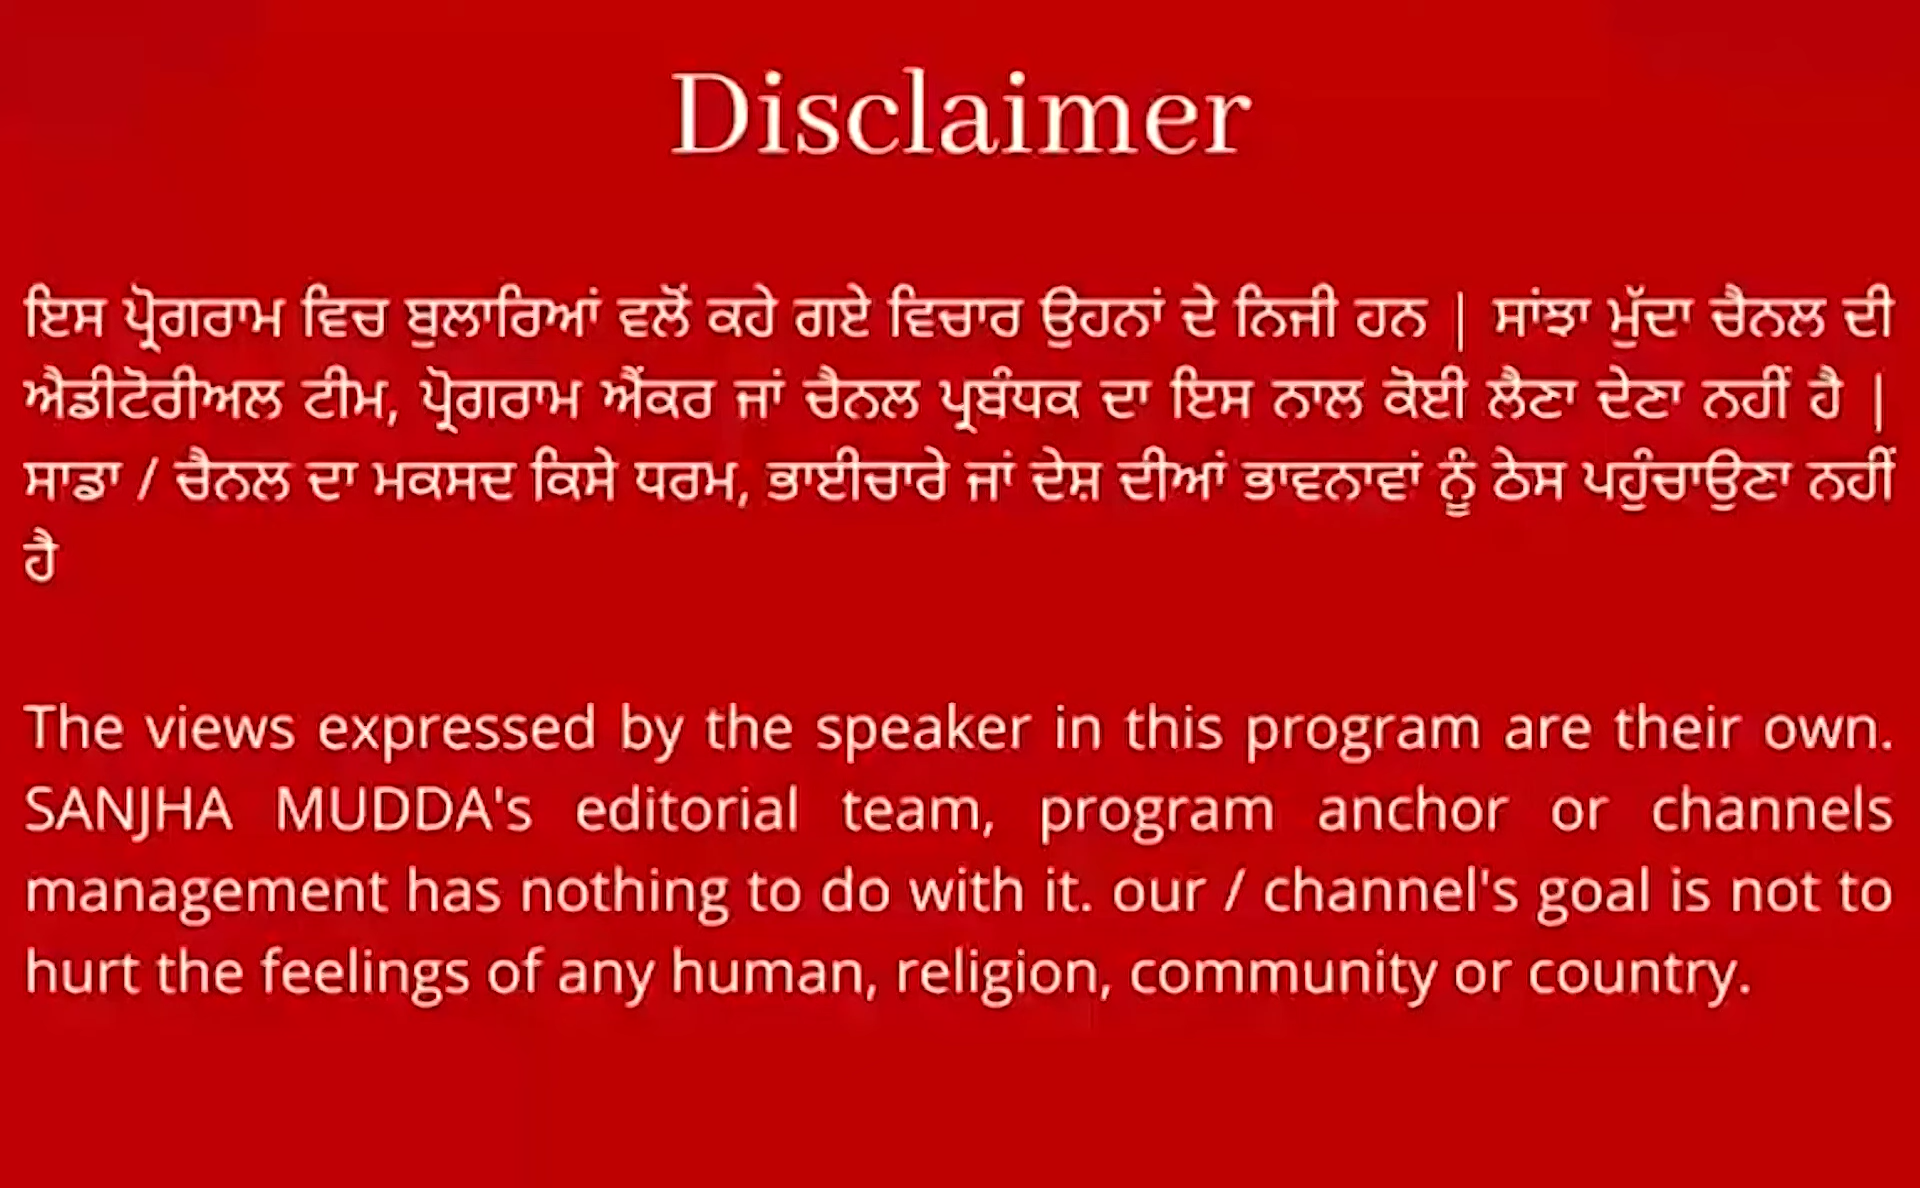 Disclaimer
ਇਸ ਪ੍ਰੋਗਰਾਮ ਵਿਚ ਬੁਲਾਰਿਆਂ ਵਲੋਂ ਕਹੇ ਗਏ ਵਿਚਾਰ ਉਹਨਾਂ ਦੇ ਨਿਜੀ ਹਨ | ਸਾਂਝਾ ਮੁੱਦਾ ਚੈਨਲ ਦੀ
ਐਡੀਟੋਰੀਅਲ ਟੀਮ, ਪ੍ਰੋਗਰਾਮ ਐਂਕਰ ਜਾਂ ਚੈਨਲ ਪ੍ਰਬੰਧਕ ਦਾ ਇਸ ਨਾਲ ਕੋਈ ਲੈਣਾ ਦੇਣਾ ਨਹੀਂ ਹੈ |
ਸਾਡਾ / ਚੈਨਲ ਦਾ ਮਕਸਦ ਕਿਸੇ ਧਰਮ, ਭਾਈਚਾਰੇ ਜਾਂ ਦੇਸ਼ ਦੀਆਂ ਭਾਵਨਾਵਾਂ ਨੂੰ ਠੇਸ ਪਹੁੰਚਾਉਣਾ ਨਹੀਂ
ਹੈ
The views expressed by the speaker in this program are their own.
SANJHA MUDDA's editorial team, program anchor or channels
management has nothing to do with it. our / channel's goal is not to
hurt the feelings of any human, religion, community or country.